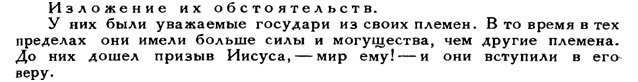 Изложение их обстоятельств.
У них были уважаемые государи из своих племен. В то время в тех
пределах они имели больше силы и могущества, чем другие племена.
До них дошел призыв Иисуса, — мир ему! — и они вступили в его
веру.